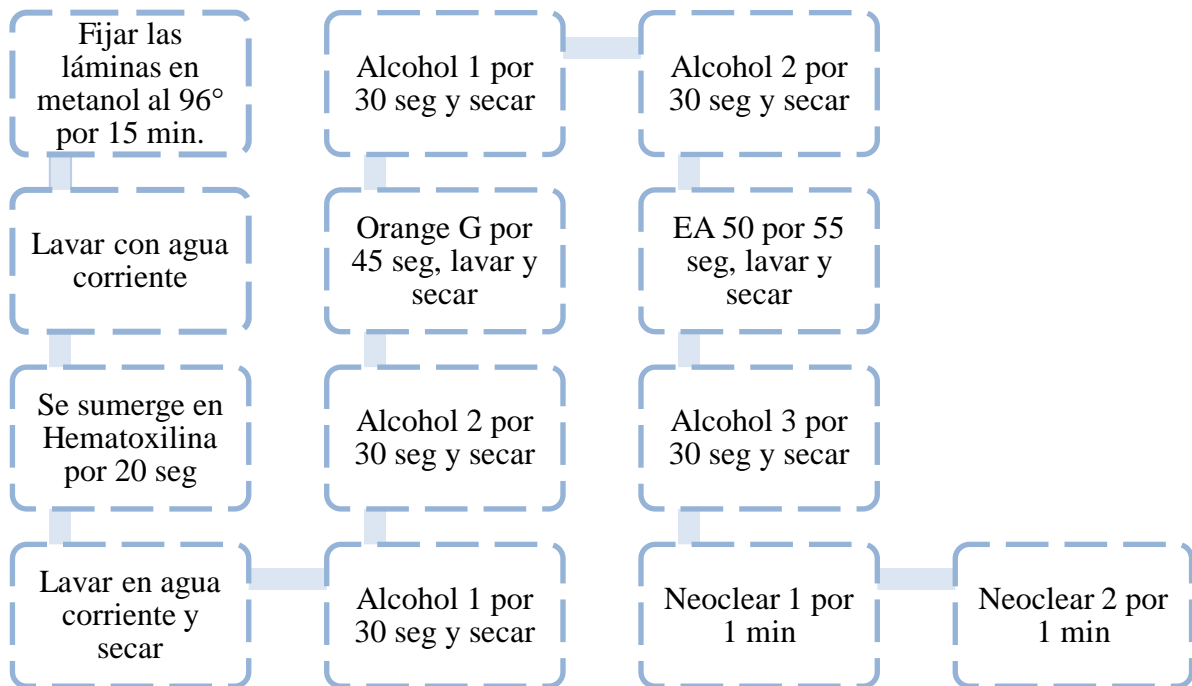 Fijar las
láminas en
metanol al 96°
por 15 min.
Lavar con agua
corriente
Se sumerge en
Hematoxilina
por 20 seg
Lavar en agua
corriente y
secar
Alcohol 1 por
30 seg y secar
Alcohol 2 por
30 seg y secar
Orange G por
45 seg, lavar y
secar
Alcohol 1 por
30 seg y secar
Alcohol 2 por
30 seg y secar
EA 50 por 55
seg, lavar y
secar
Alcohol 3 por
30 seg y secar
Neoclear 1 por
1 min
Neoclear 2 por
1 min